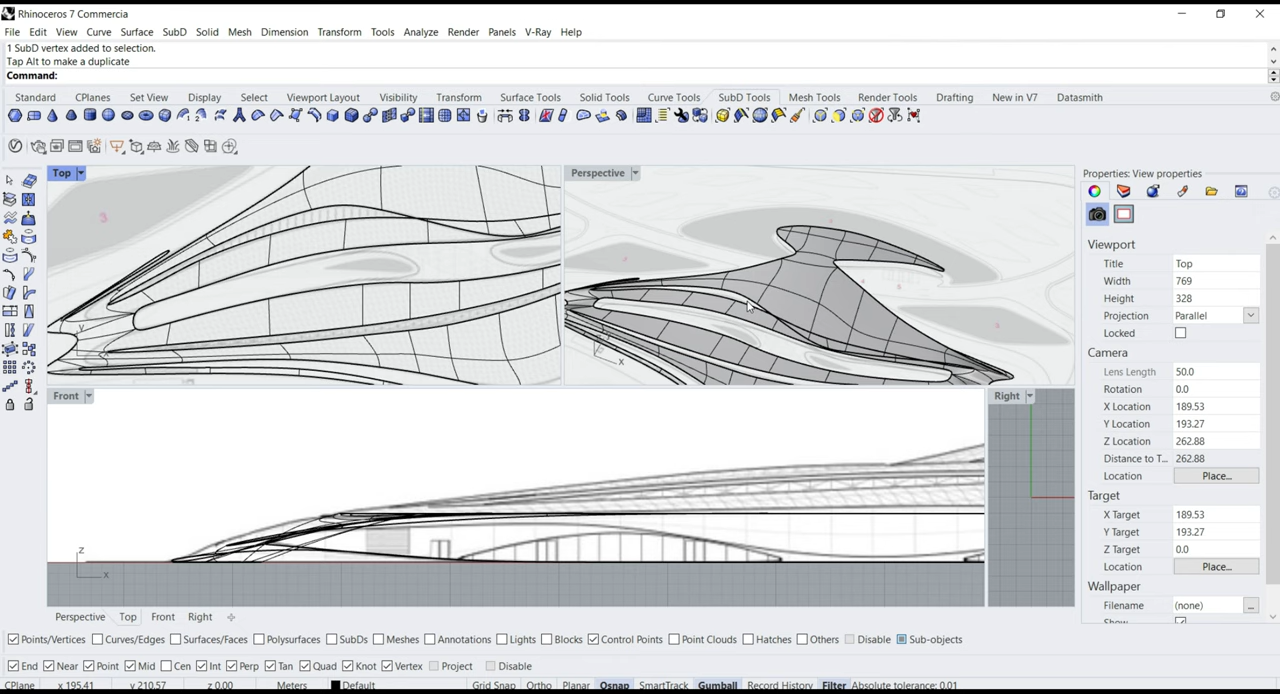 Rhinoceros 7 Commercia
File Edit View Curve Surface SubD Solid Mesh Dimension Transform Tools Analyze Render Panels V-Ray Help
1 SubD vertex added to selection.
Tap Alt to make a duplicate
Command:
Standard CPlanes Set View Display Select Viewport Layout Visibility Transform Surface Tools Solid Tools Curve Tools SubD Tools Mesh Tools Render Tools Drafting New in V7 Datasmith
Top
Perspective
Properties: View properties
Viewport
Title Top
Width 769
Height 328
Projection Parallel
Locked
Camera
Lens Length 50.0
Rotation 0.0
X Location 189.53
Y Location 193.27
Z Location 262.88
Distance to T... 262.88
Location Place...
Target
X Target 189.53
Y Target 193.27
Z Target 0.0
Location Place...
Wallpaper
Filename (none) ...
Show
y
x
Front
Right
z
x
Perspective Top Front Right
Points/Vertices Curves/Edges Surfaces/Faces Polysurfaces SubDs Meshes Annotations Lights Blocks Control Points Point Clouds Hatches Others Disable Sub-objects
End Near Point Mid Cen Int Perp Tan Quad Knot Vertex Project Disable
CPlane x 195.41 y 210.57 z 0.00 Meters Default Grid Snap Ortho Planar Osnap SmartTrack Gumball Record History Filter Absolute tolerance: 0.01